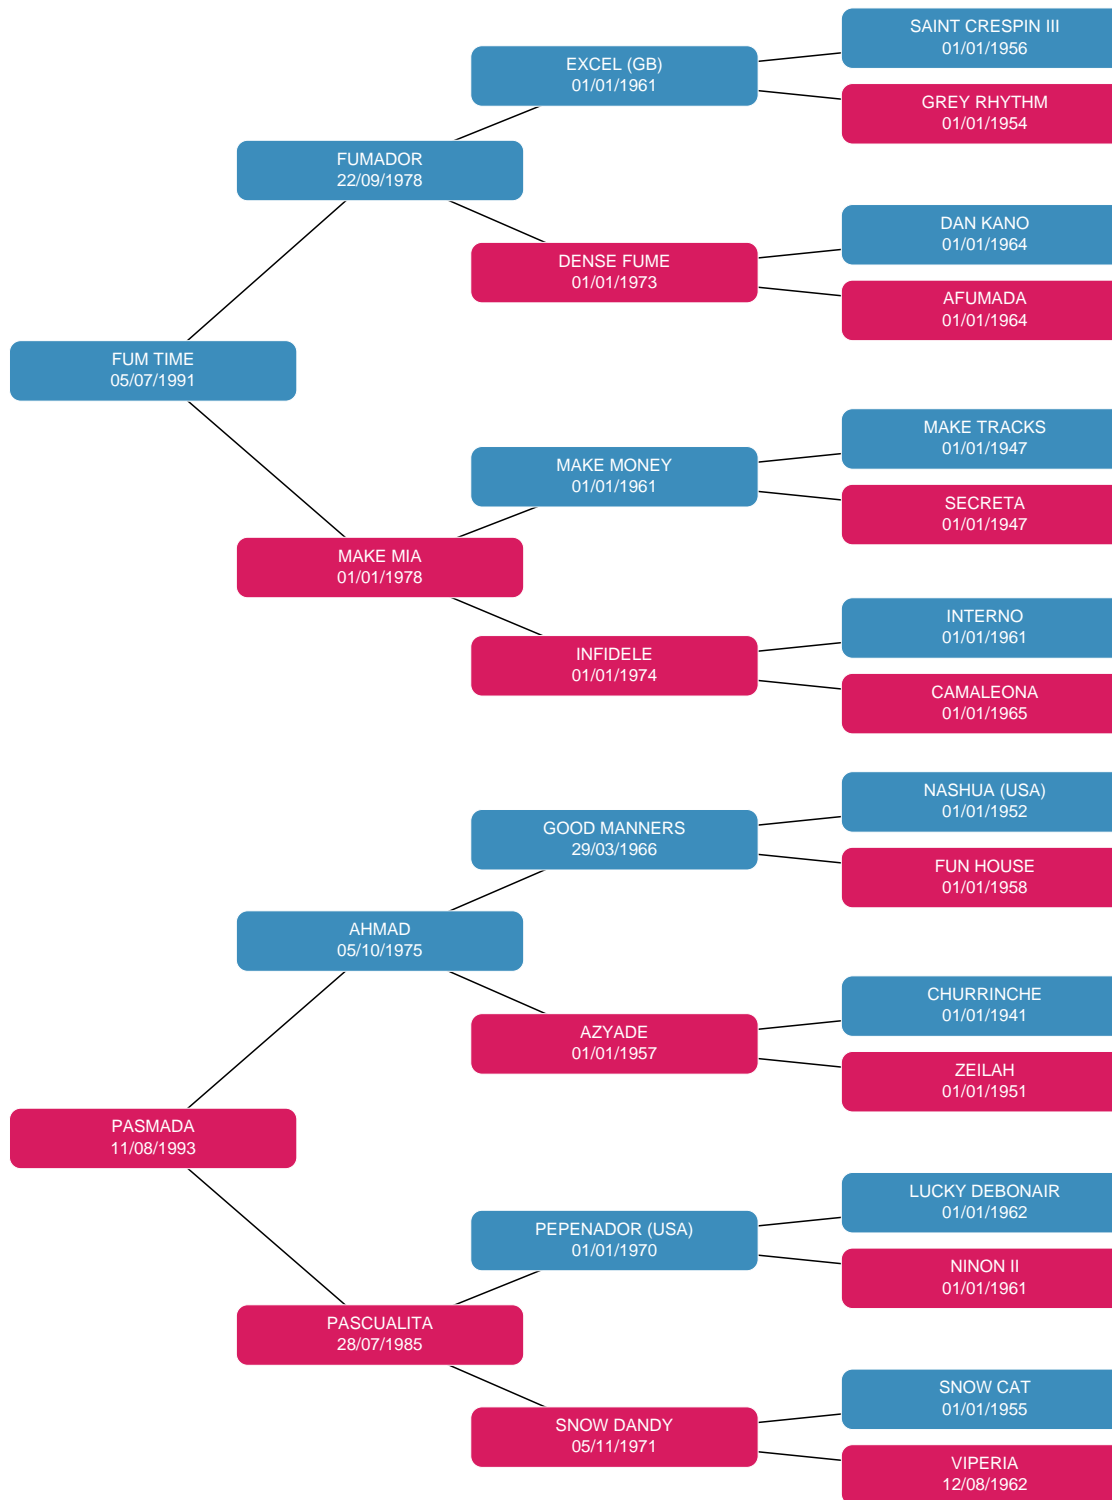 SAINT CRESPIN III
01/01/1956
EXCEL (GB)
01/01/1961
GREY RHYTHM
01/01/1954
FUMADOR
22/09/1978
DAN KANO
01/01/1964
DENSE FUME
01/01/1973
AFUMADA
01/01/1964
FUM TIME
05/07/1991
MAKE TRACKS
01/01/1947
MAKE MONEY
01/01/1961
SECRETA
01/01/1947
MAKE MIA
01/01/1978
INTERNO
01/01/1961
INFIDELE
01/01/1974
CAMALEONA
01/01/1965
NASHUA (USA)
01/01/1952
GOOD MANNERS
29/03/1966
FUN HOUSE
01/01/1958
AHMAD
05/10/1975
CHURRINCHE
01/01/1941
AZYADE
01/01/1957
ZEILAH
01/01/1951
PASMADA
11/08/1993
LUCKY DEBONAIR
01/01/1962
PEPENADOR (USA)
01/01/1970
NINON II
01/01/1961
PASCUALITA
28/07/1985
SNOW CAT
01/01/1955
SNOW DANDY
05/11/1971
VIPERIA
12/08/1962